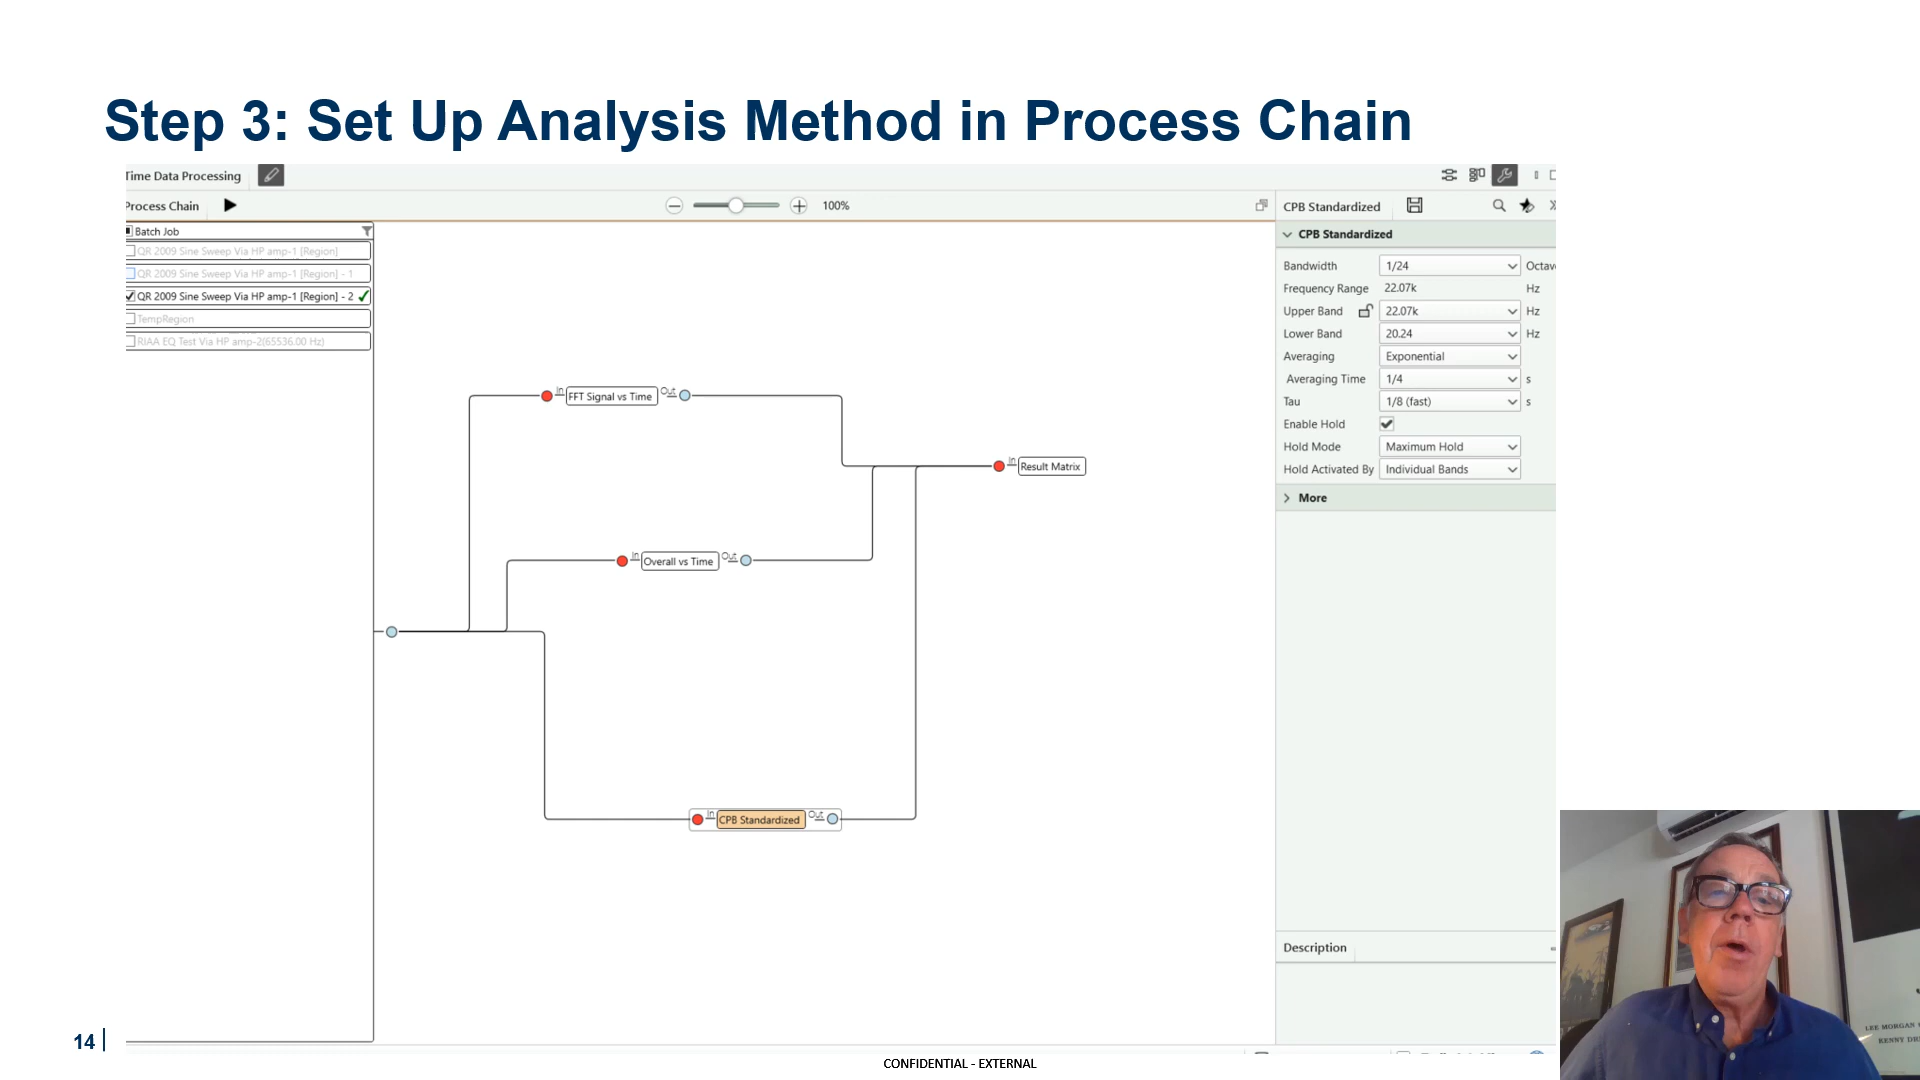 Step 3: Set Up Analysis Method in Process Chain
Time Data Processing
Process Chain
100%
Batch Job
QR 2009 Sine Sweep Via HP amp-1 [Region]
QR 2009 Sine Sweep Via HP amp-1 [Region] - 1
QR 2009 Sine Sweep Via HP amp-1 [Region] - 2
TempRegion
RIAA EQ Test Via HP amp-2(65536.00 Hz)
In FFT Signal vs Time Out
In Result Matrix
In Overall vs Time Out
In CPB Standardized Out
CPB Standardized
CPB Standardized
Bandwidth 1/24 Octav
Frequency Range 22.07k Hz
Upper Band 22.07k Hz
Lower Band 20.24 Hz
Averaging Exponential
Averaging Time 1/4 s
Tau 1/8 (fast) s
Enable Hold
Hold Mode Maximum Hold
Hold Activated By Individual Bands
More
Description
LEE MORGAN
14
CONFIDENTIAL - EXTERNAL